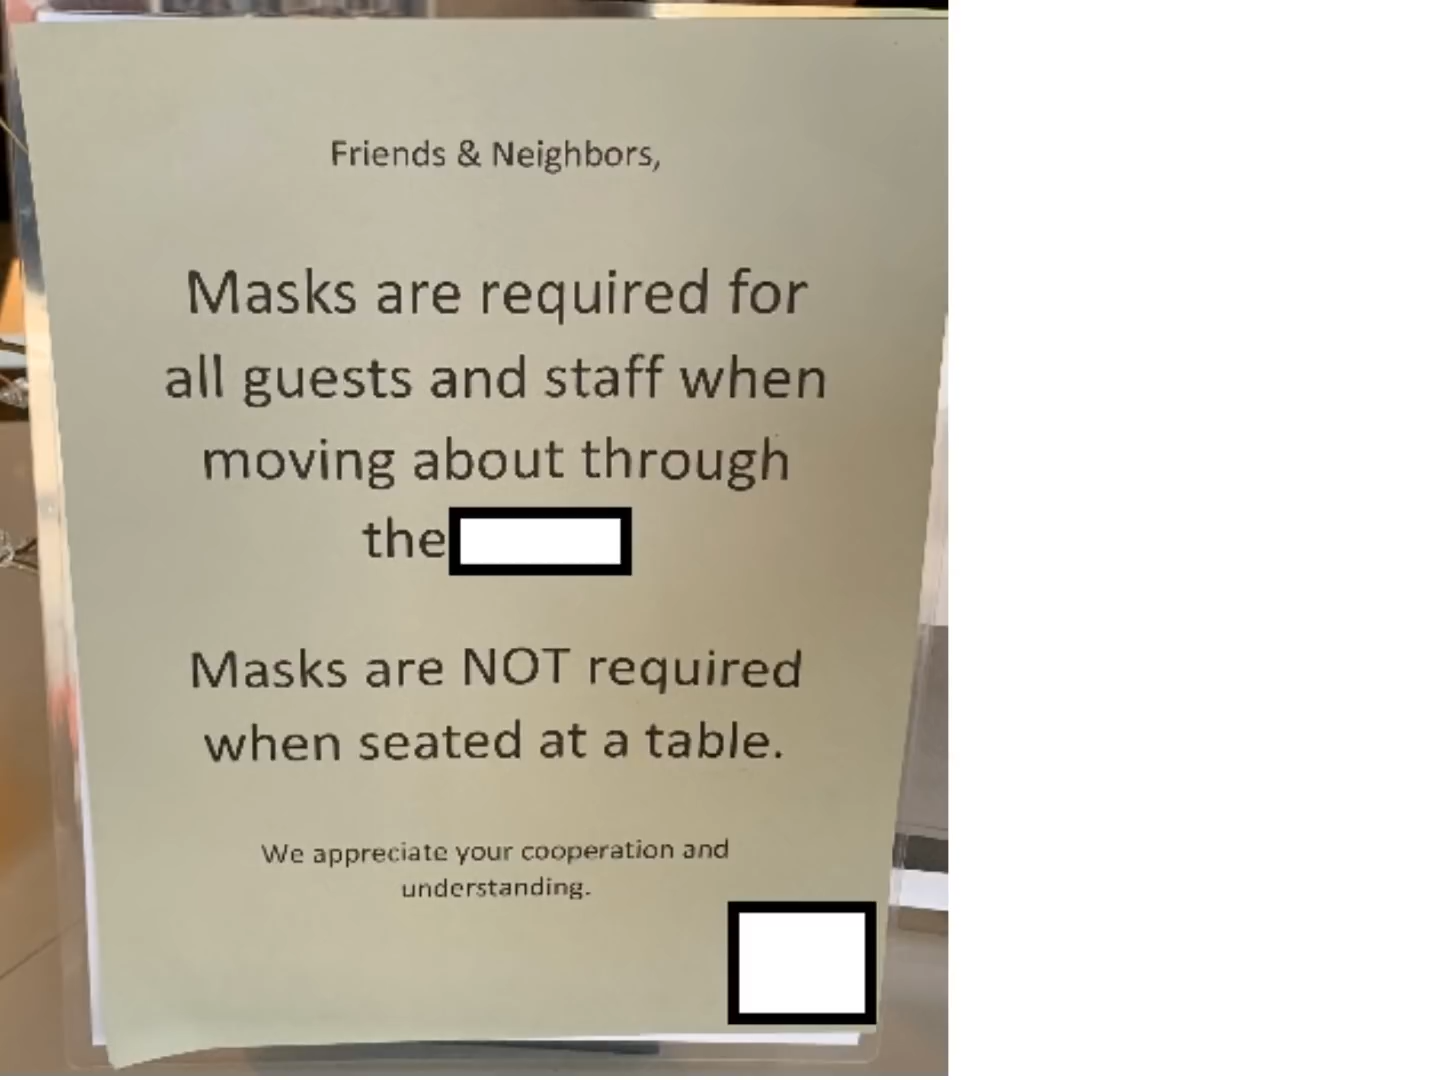 Friends & Neighbors,
Masks are required for
all guests and staff when
moving about through
the
Masks are NOT required
when seated at a table.
We appreciate your cooperation and
understanding.